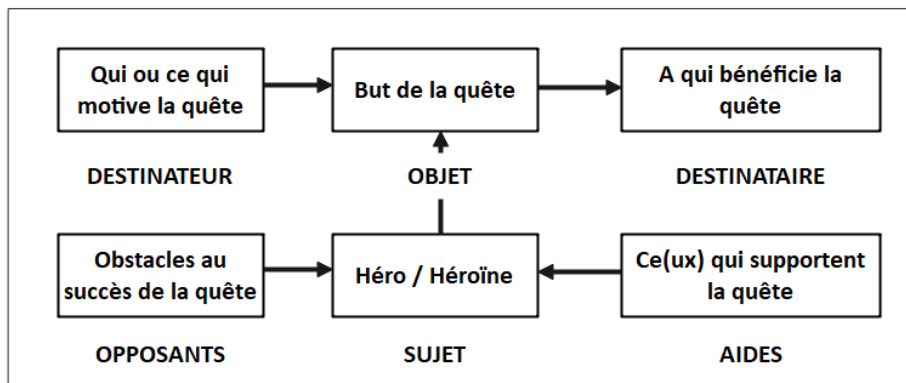 Qui ou ce qui
motive la quête
But de la quête
A qui bénéficie la
quête
DESTINATEUR
OBJET
DESTINATAIRE
Obstacles au
succès de la quête
Héro / Héroïne
Ce(ux) qui supportent
la quête
OPPOSANTS
SUJET
AIDES